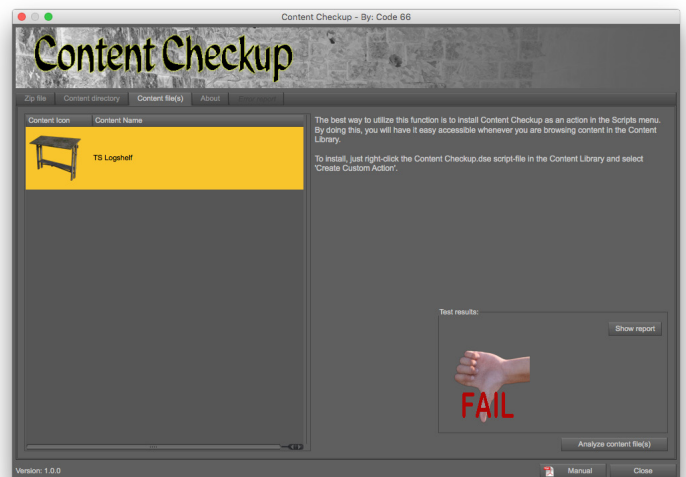 Content Checkup - By: Code 66
Content Checkup
Zip file Content directory Content file(s) About
Content Icon Content Name
TS Logshelf
The best way to utilize this function is to install Content Checkup as an action in the Scripts menu.
By doing this, you will have it easy accessible whenever you are browsing content in the Content
Library.
To install, just right-click the Content Checkup.dse script-file in the Content Library and select
'Create Custom Action'.
Test results:
Show report
FAIL
Analyze content file(s)
Version: 1.0.0 Manual Close